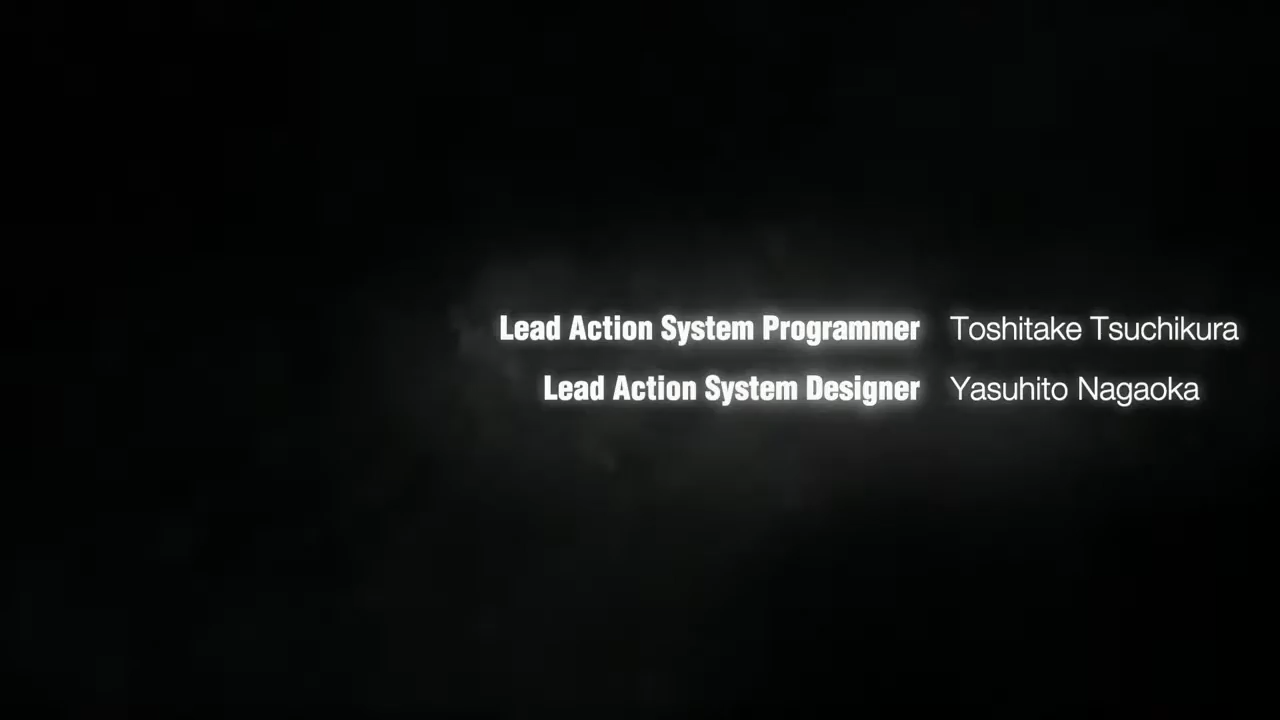 Lead Action System Programmer Toshitake Tsuchikura
Lead Action System Designer Yasuhito Nagaoka